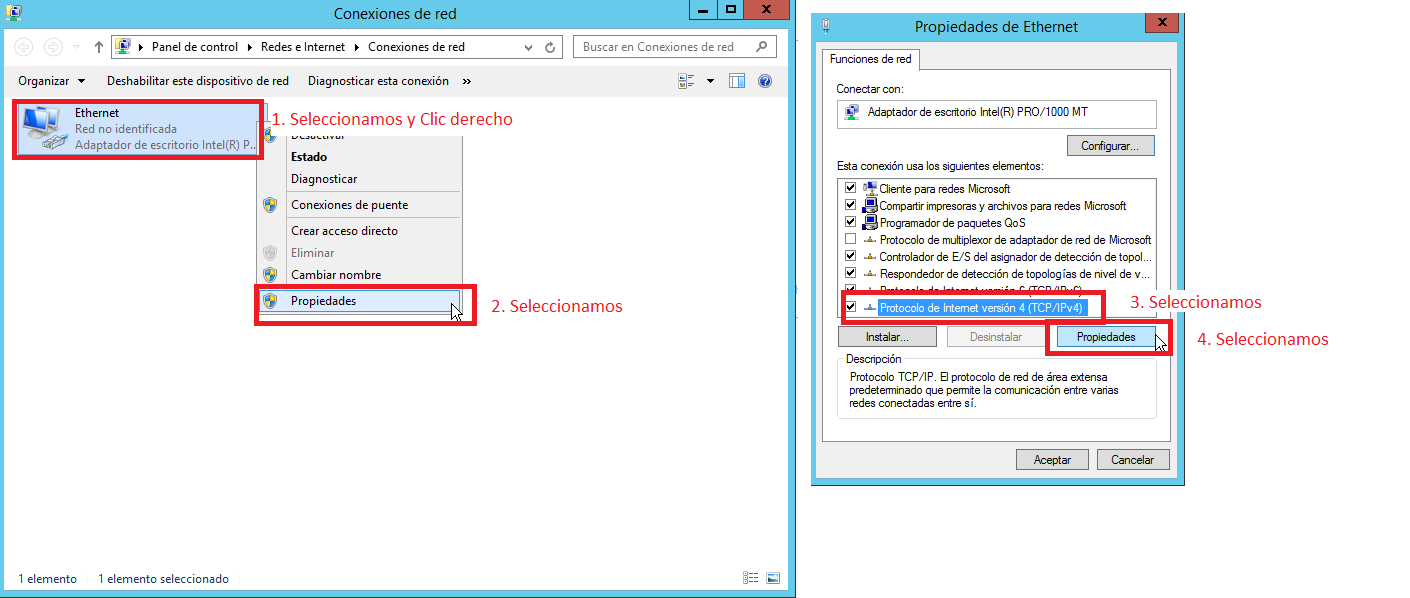 Conexiones de red
Panel de control Redes e Internet Conexiones de red
Buscar en Conexiones de red
Organizar Deshabilitar este dispositivo de red Diagnosticar esta conexión »
Ethernet
Red no identificada
Adaptador de escritorio Intel(R) P...
1. Seleccionamos y Clic derecho
Desactivar
Estado
Diagnosticar
Conexiones de puente
Crear acceso directo
Eliminar
Cambiar nombre
Propiedades
2. Seleccionamos
1 elemento 1 elemento seleccionado
Propiedades de Ethernet
Funciones de red
Conectar con:
Adaptador de escritorio Intel(R) PRO/1000 MT
Configurar...
Esta conexión usa los siguientes elementos:
Cliente para redes Microsoft
Compartir impresoras y archivos para redes Microsoft
Programador de paquetes QoS
Protocolo de multiplexor de adaptador de red de Microsoft
Controlador de E/S del asignador de detección de topol...
Respondedor de detección de topologías de nivel de v...
Protocolo de Internet versión 6 (TCP/IPv6)
Protocolo de Internet versión 4 (TCP/IPv4)
3. Seleccionamos
Instalar... Desinstalar Propiedades
4. Seleccionamos
Descripción
Protocolo TCP/IP. El protocolo de red de área extensa
predeterminado que permite la comunicación entre varias
redes conectadas entre sí.
Aceptar Cancelar